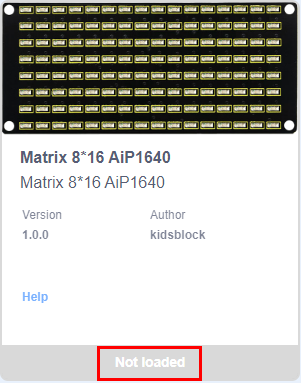 Matrix 8*16 AiP1640
Matrix 8*16 AiP1640
Version Author
1.0.0 kidsblock
Help
Not loaded